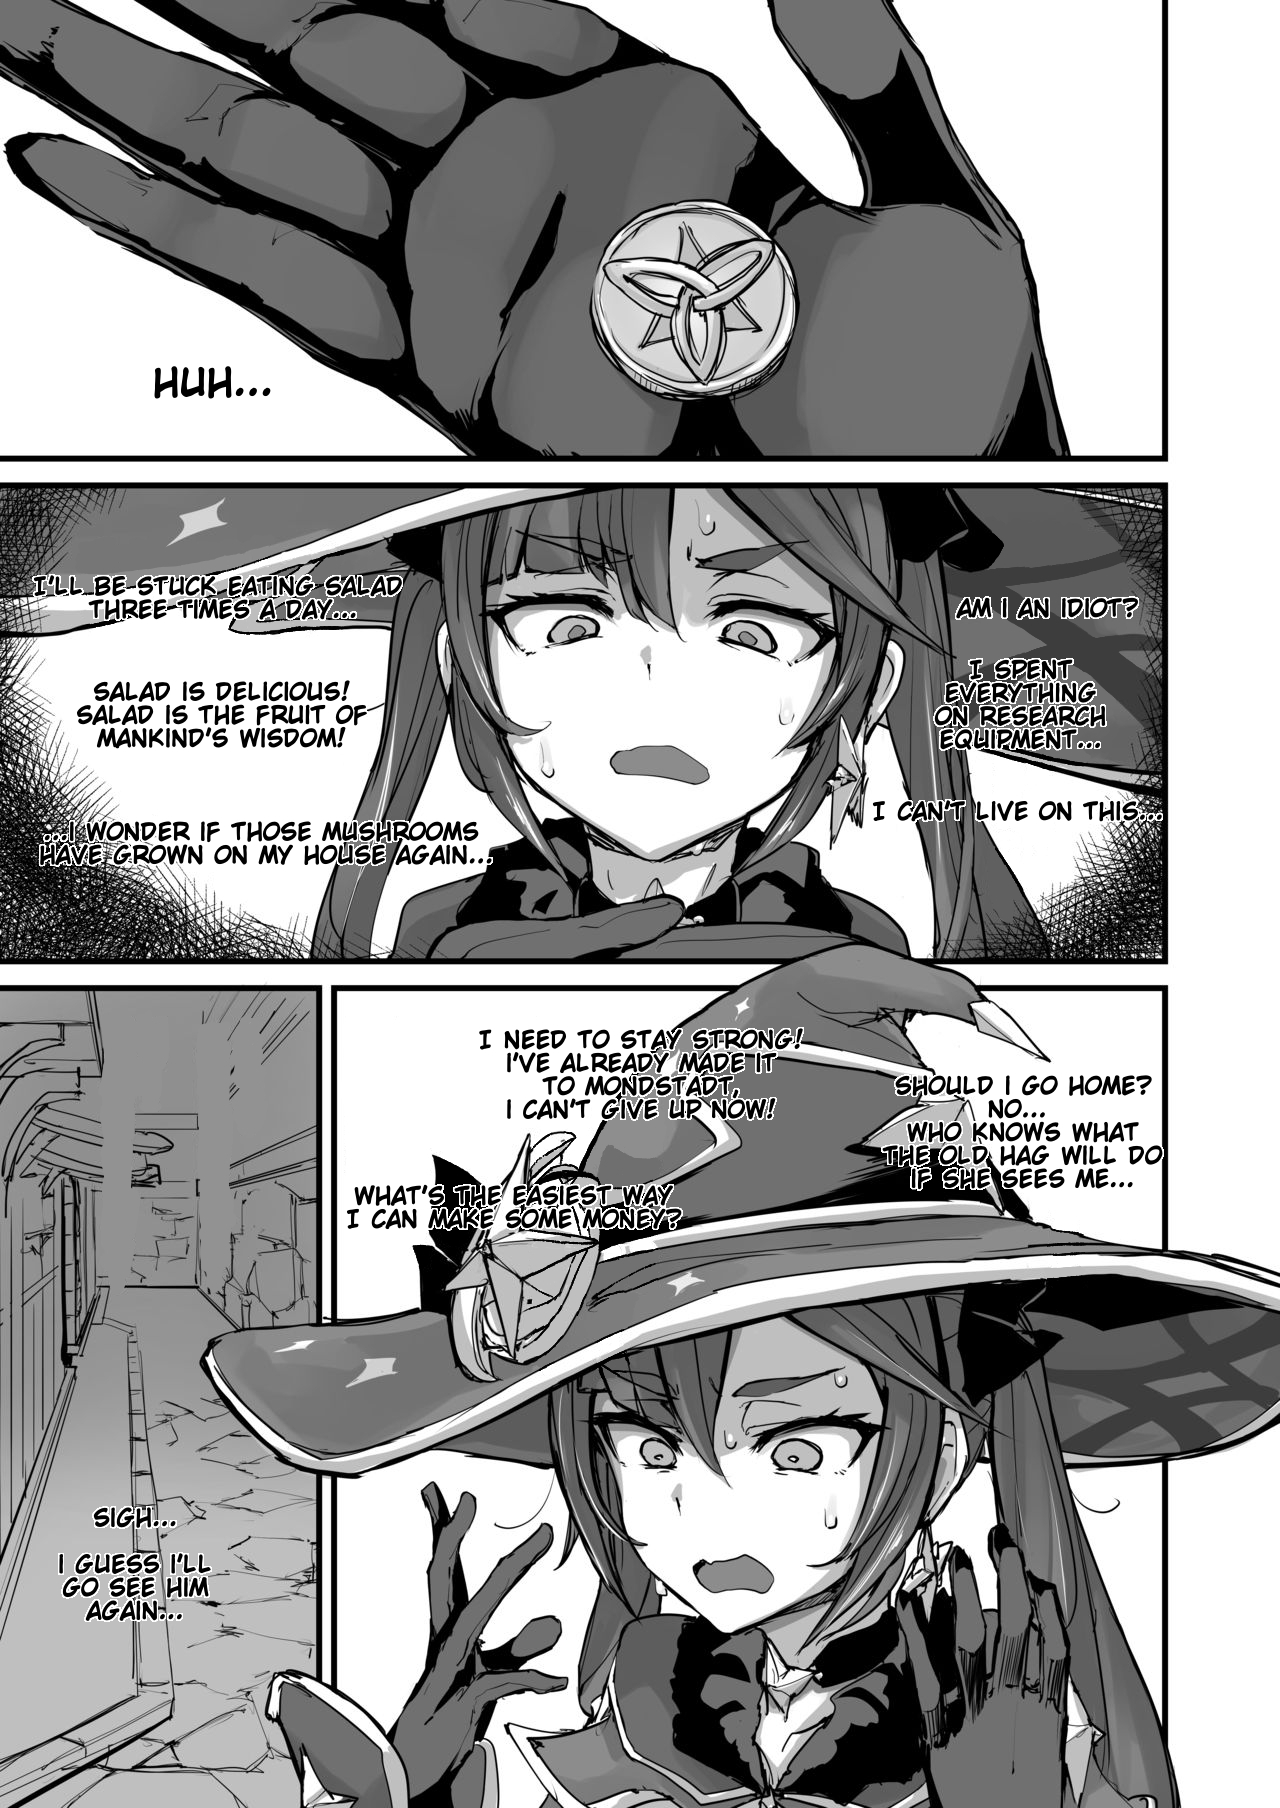 HUH...
AM I AN IDIOT?
I SPENT
EVERYTHING
ON RESEARCH
EQUIPMENT...
I CAN'T LIVE ON THIS...
I'LL BE STUCK EATING SALAD
THREE TIMES A DAY...
SALAD IS DELICIOUS!
SALAD IS THE FRUIT OF
MANKIND'S WISDOM!
...I WONDER IF THOSE MUSHROOMS
HAVE GROWN ON MY HOUSE AGAIN...
SHOULD I GO HOME?
NO...
WHO KNOWS WHAT
THE OLD HAG WILL DO
IF SHE SEES ME...
I NEED TO STAY STRONG!
I'VE ALREADY MADE IT
TO MONDSTADT,
I CAN'T GIVE UP NOW!
WHAT'S THE EASIEST WAY
I CAN MAKE SOME MONEY?
SIGH...
I GUESS I'LL
GO SEE HIM
AGAIN...